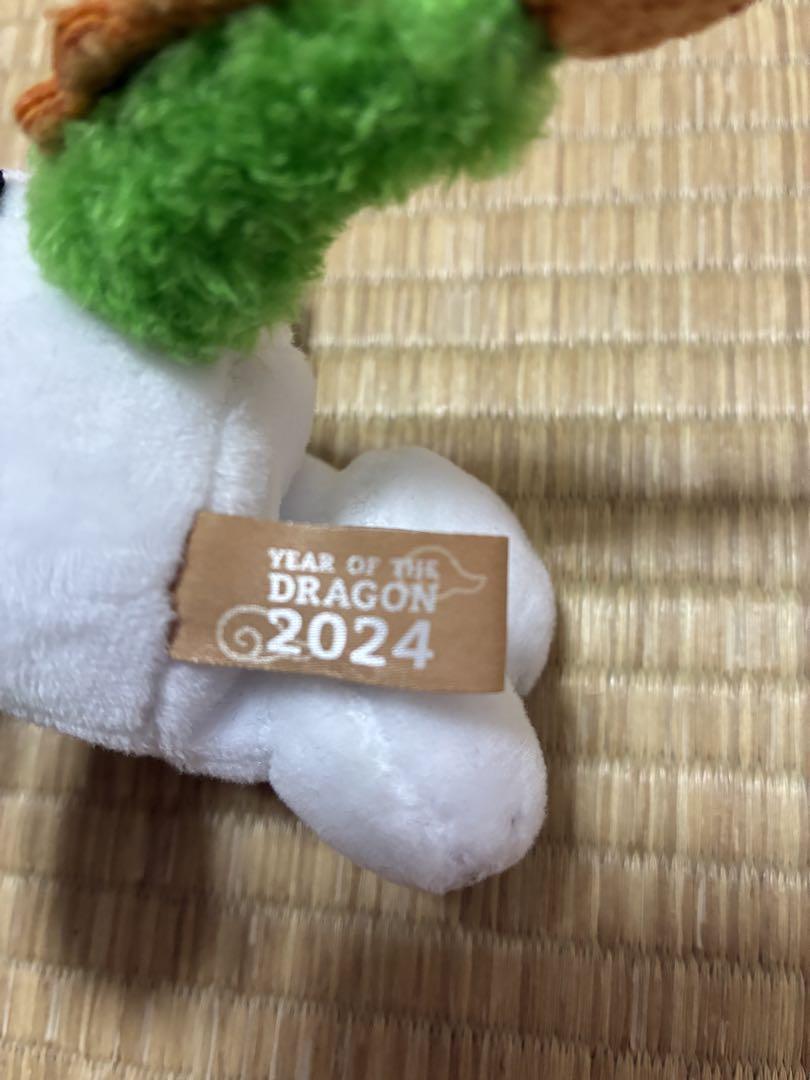 YEAR OF THE
DRAGON
2024